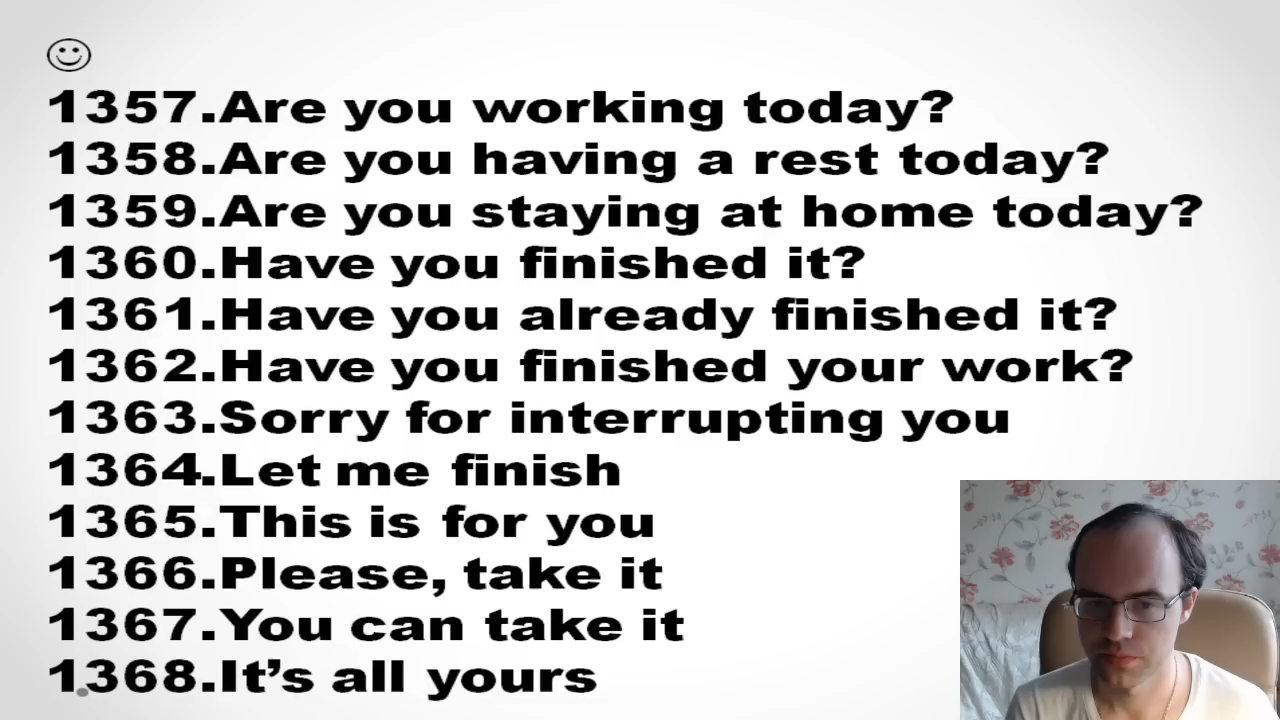 1357.Are you working today?
1358.Are you having a rest today?
1359.Are you staying at home today?
1360.Have you finished it?
1361.Have you already finished it?
1362.Have you finished your work?
1363.Sorry for interrupting you
1364.Let me finish
1365.This is for you
1366.Please, take it
1367.You can take it
1368.It’s all yours